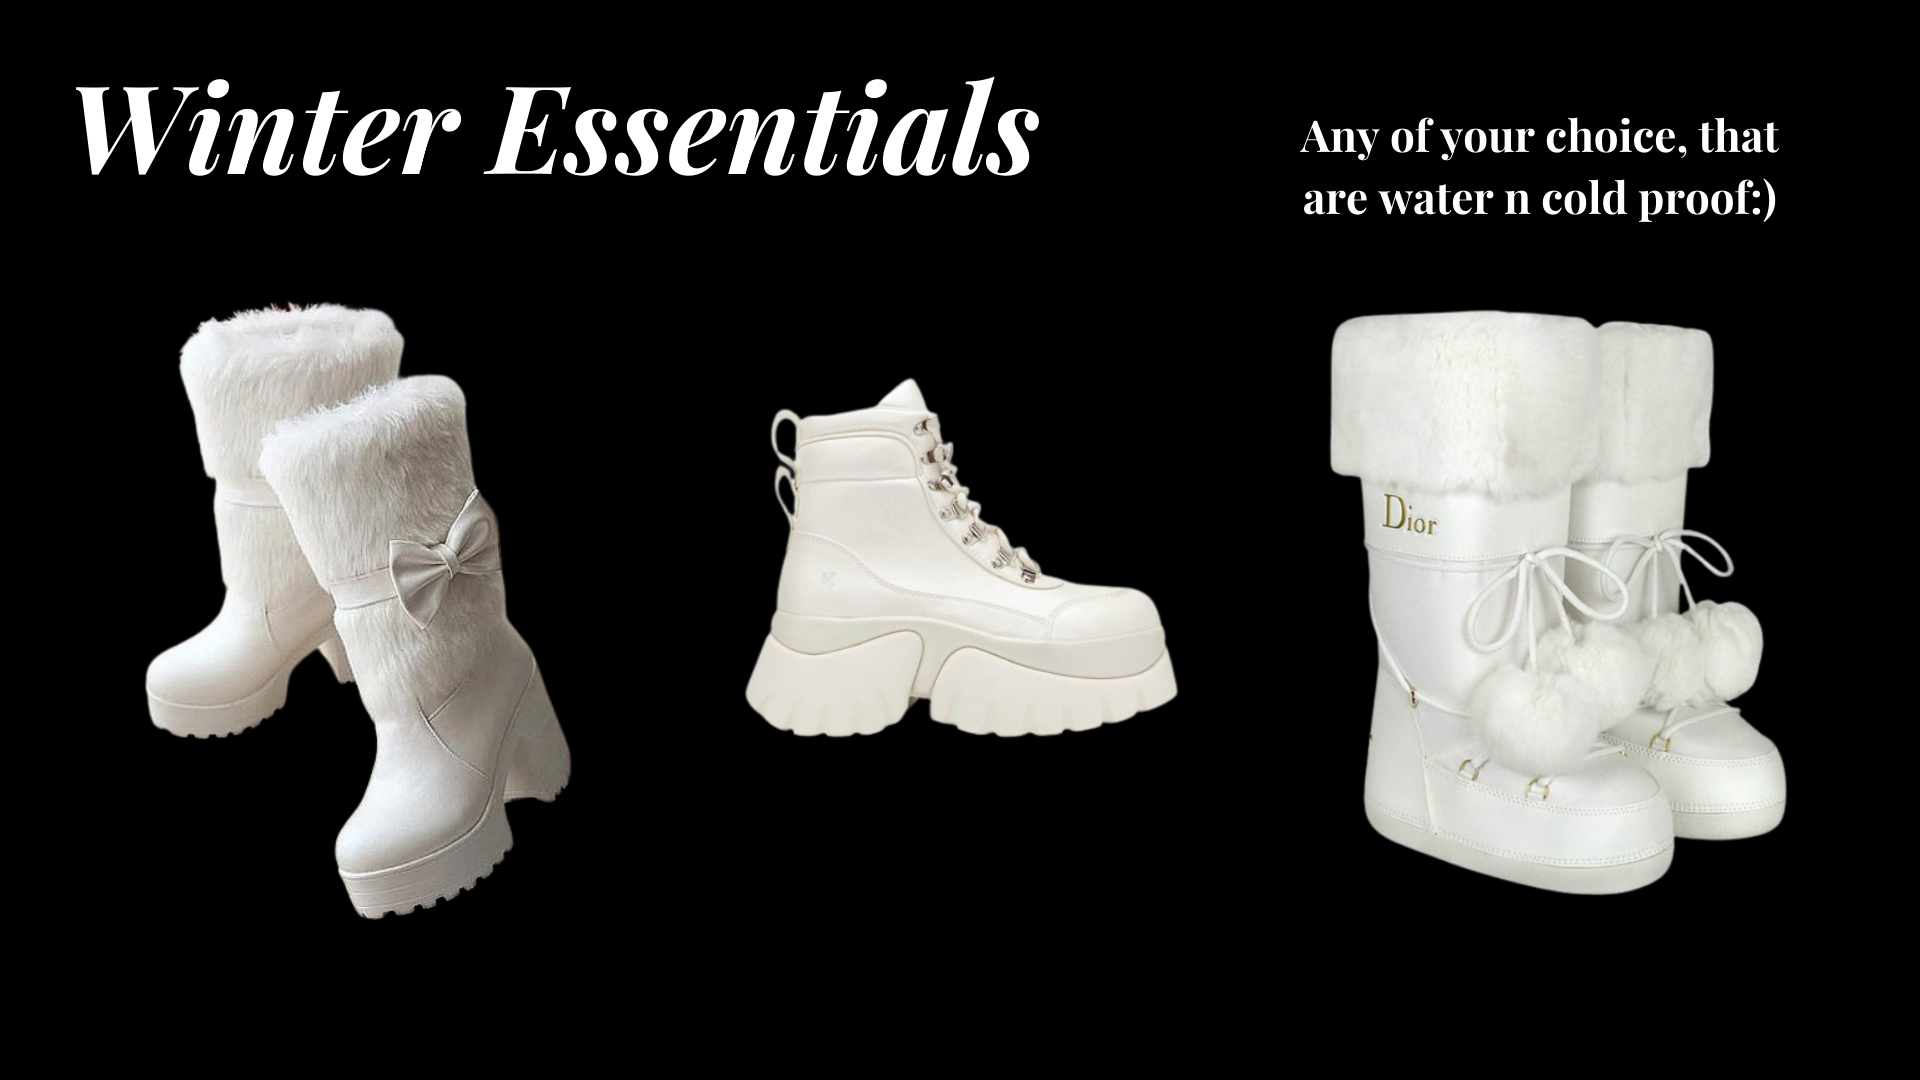 Winter Essentials
Any of your choice, that
are water n cold proof:)
Dior